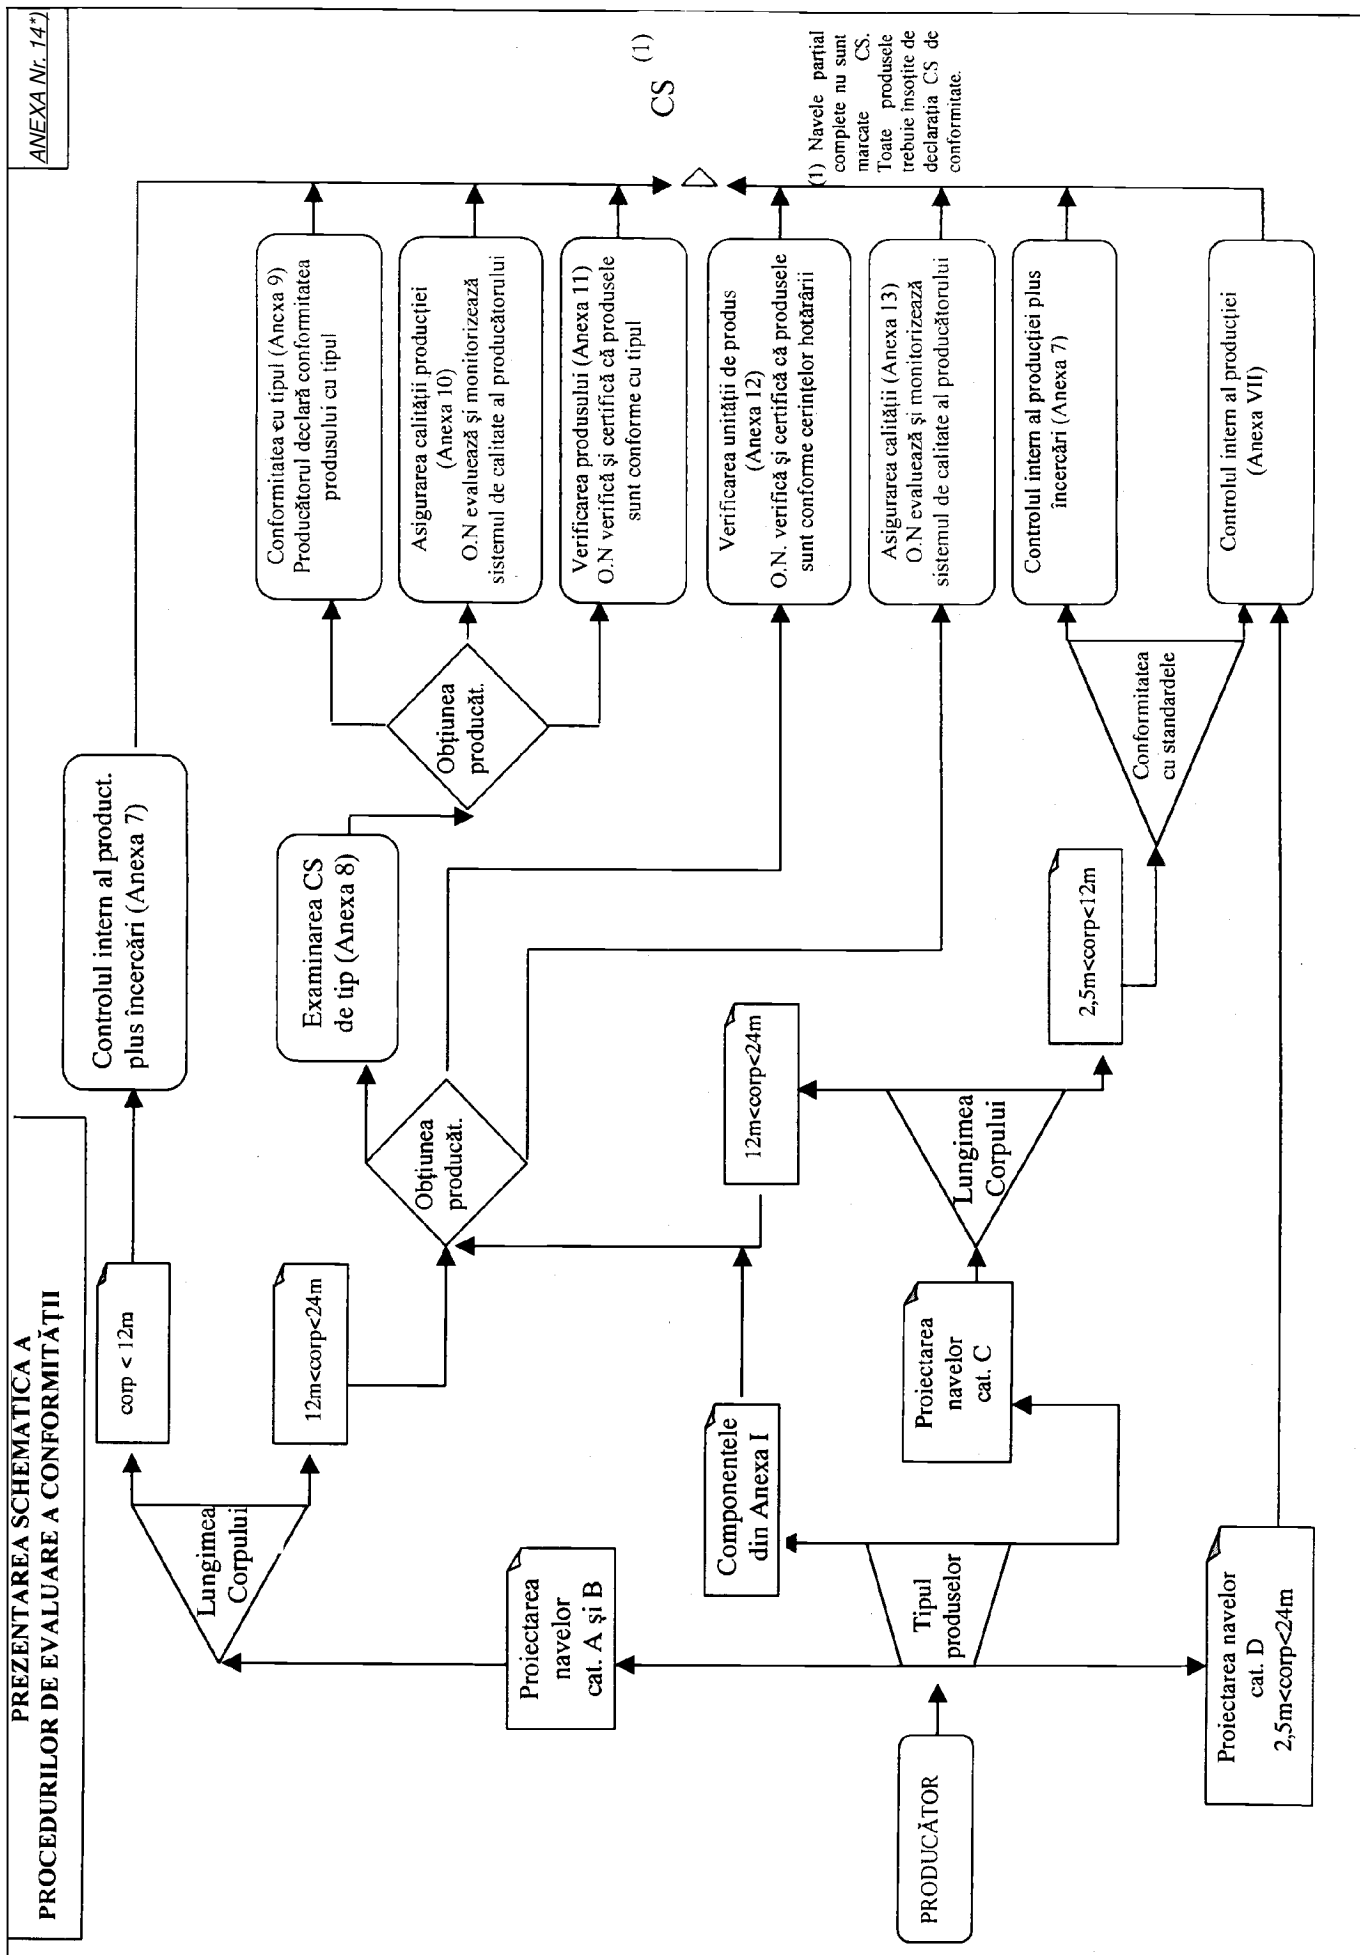 ANEXA Nr. 14*)
PREZENTAREA SCHEMATICA A
PROCEDURILOR DE EVALUARE A CONFORMITĂȚII
PRODUCĂTOR
Tipul
produselor
Proiectarea
navelor
cat. A și B
Componentele
din Anexa I
Proiectarea
navelor
cat. C
Proiectarea navelor
cat. D
2,5m<corp<24m
Lungimea
Corpului
corp < 12m
12m<corp<24m
Lungimea
Corpului
12m<corp<24m
2,5m<corp<12m
Obțiunea
producăt.
Controlul intern al product.
plus încercări (Anexa 7)
Examinarea CS
de tip (Anexa 8)
Obțiunea
producăt.
Conformitatea
cu standardele
Conformitatea cu tipul (Anexa 9)
Producătorul declară conformitatea
produsului cu tipul
Asigurarea calității producției
(Anexa 10)
O.N evaluează și monitorizează
sistemul de calitate al producătorului
Verificarea produsului (Anexa 11)
O.N verifică și certifică că produsele
sunt conforme cu tipul
Verificarea unității de produs
(Anexa 12)
O.N. verifică și certifică că produsele
sunt conforme cerințelor hotărârii
Asigurarea calității (Anexa 13)
O.N evaluează și monitorizează
sistemul de calitate al producătorului
Controlul intern al producției plus
încercări (Anexa 7)
Controlul intern al producției
(Anexa VII)
CS (1)
(1) Navele parțial
complete nu sunt
marcate CS.
Toate produsele
trebuie însoțite de
declarația CS de
conformitate.